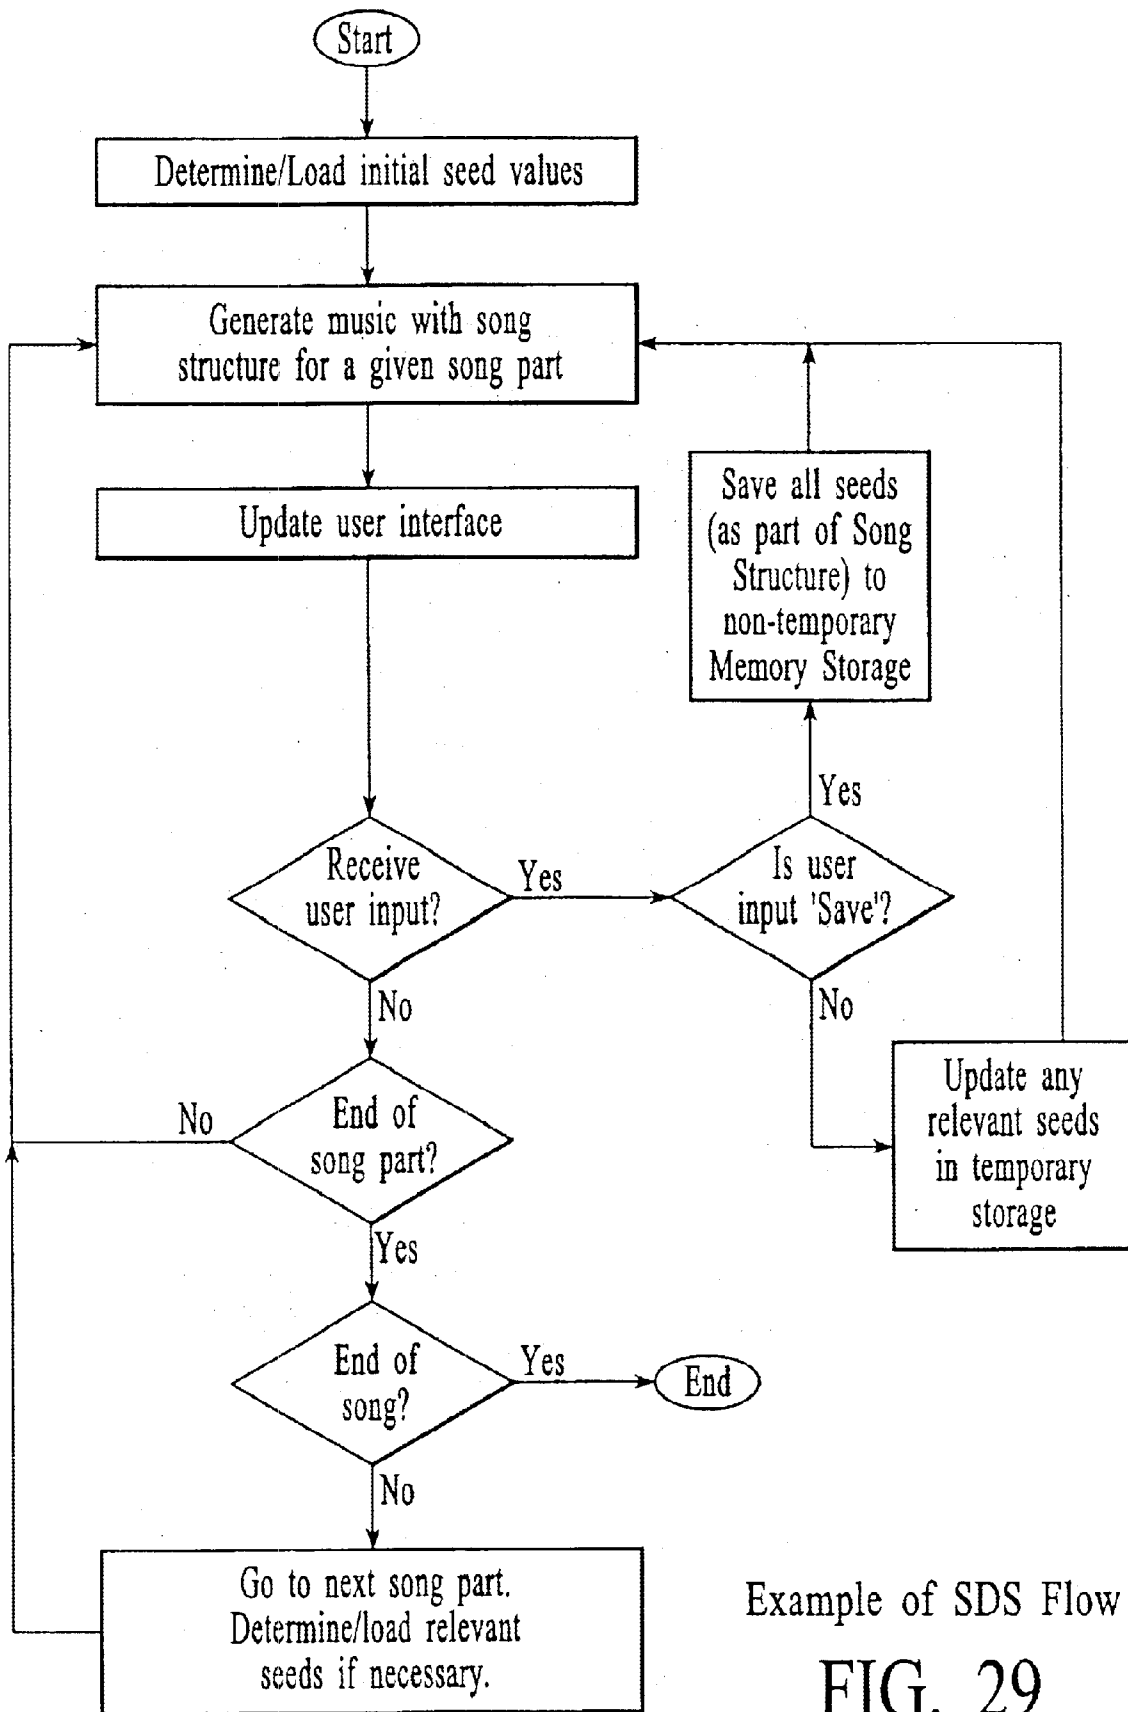 Start
Determine/Load initial seed values
Generate music with song
structure for a given song part
Update user interface
Save all seeds
(as part of Song
Structure) to
non-temporary
Memory Storage
Yes
Receive
user input?
Yes
Is user
input 'Save'?
No
No
Update any
relevant seeds
in temporary
storage
No
End of
song part?
Yes
End of
song?
Yes
End
No
Go to next song part.
Determine/load relevant
seeds if necessary.
Example of SDS Flow
FIG. 29